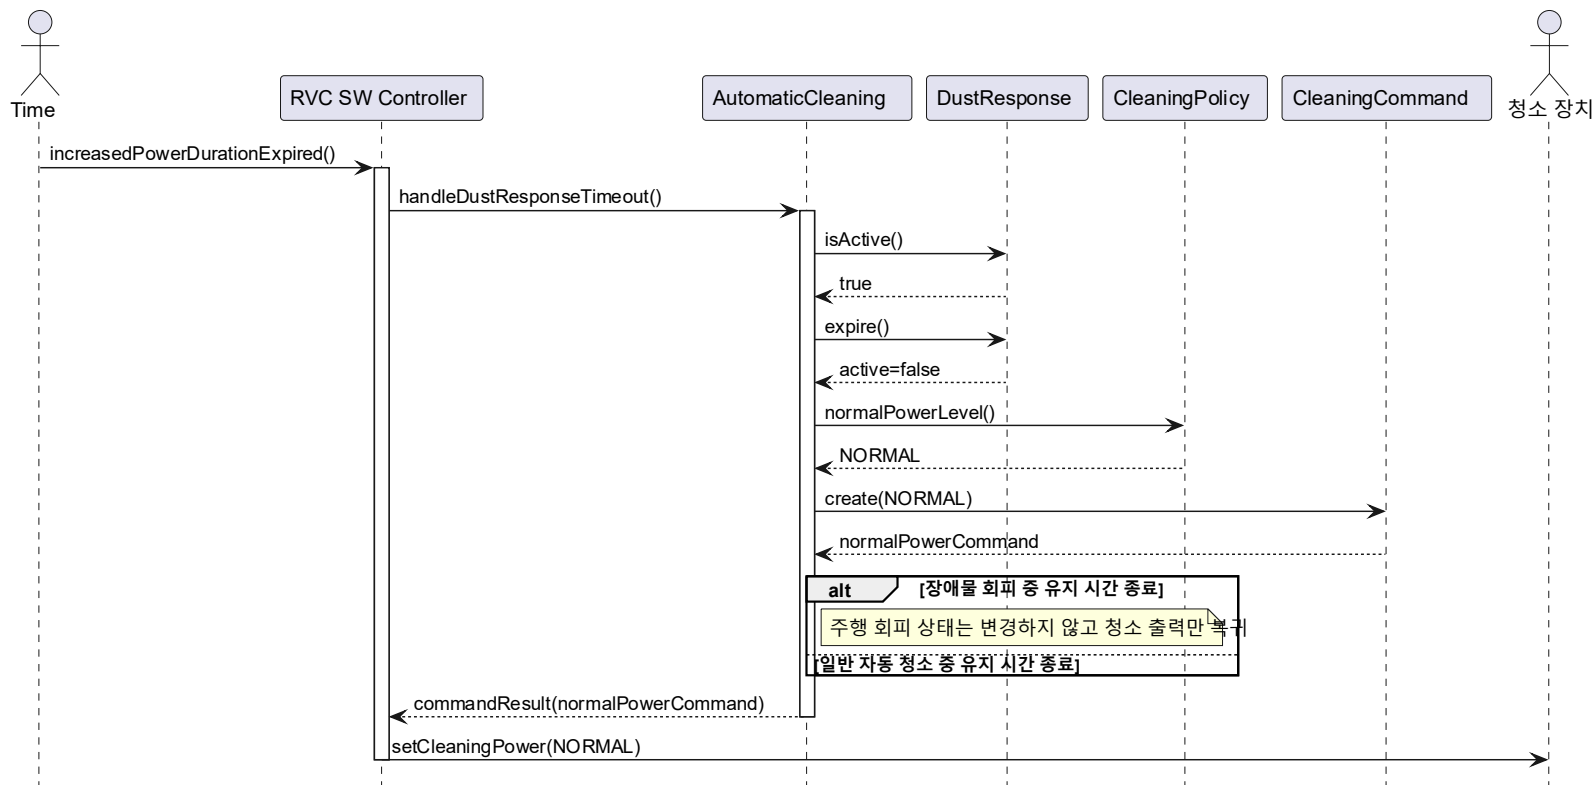 Time
RVC SW Controller
AutomaticCleaning
DustResponse
CleaningPolicy
CleaningCommand
청소 장치
increasedPowerDurationExpired()
handleDustResponseTimeout()
isActive()
true
expire()
active=false
normalPowerLevel()
NORMAL
create(NORMAL)
normalPowerCommand
alt
[장애물 회피 중 유지 시간 종료]
주행 회피 상태는 변경하지 않고 청소 출력만 복귀
[일반 자동 청소 중 유지 시간 종료]
commandResult(normalPowerCommand)
setCleaningPower(NORMAL)